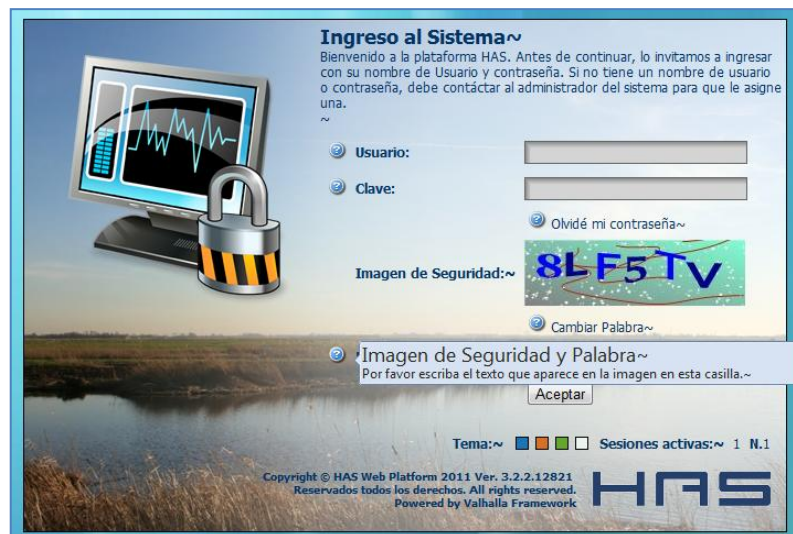 Ingreso al Sistema~
Bienvenido a la plataforma HAS. Antes de continuar, lo invitamos a ingresar
con su nombre de Usuario y contraseña. Si no tiene un nombre de usuario
o contraseña, debe contáctar al administrador del sistema para que le asigne
una.
~
Usuario:
Clave:
Olvidé mi contraseña~
Imagen de Seguridad:~ 8LF5TV
Cambiar Palabra~
Imagen de Seguridad y Palabra~
Por favor escriba el texto que aparece en la imagen en esta casilla.~
Aceptar
Tema:~ Sesiones activas:~ 1 N.1
Copyright © HAS Web Platform 2011 Ver. 3.2.2.12821
Reservados todos los derechos. All rights reserved.
Powered by Valhalla Framework
HAS